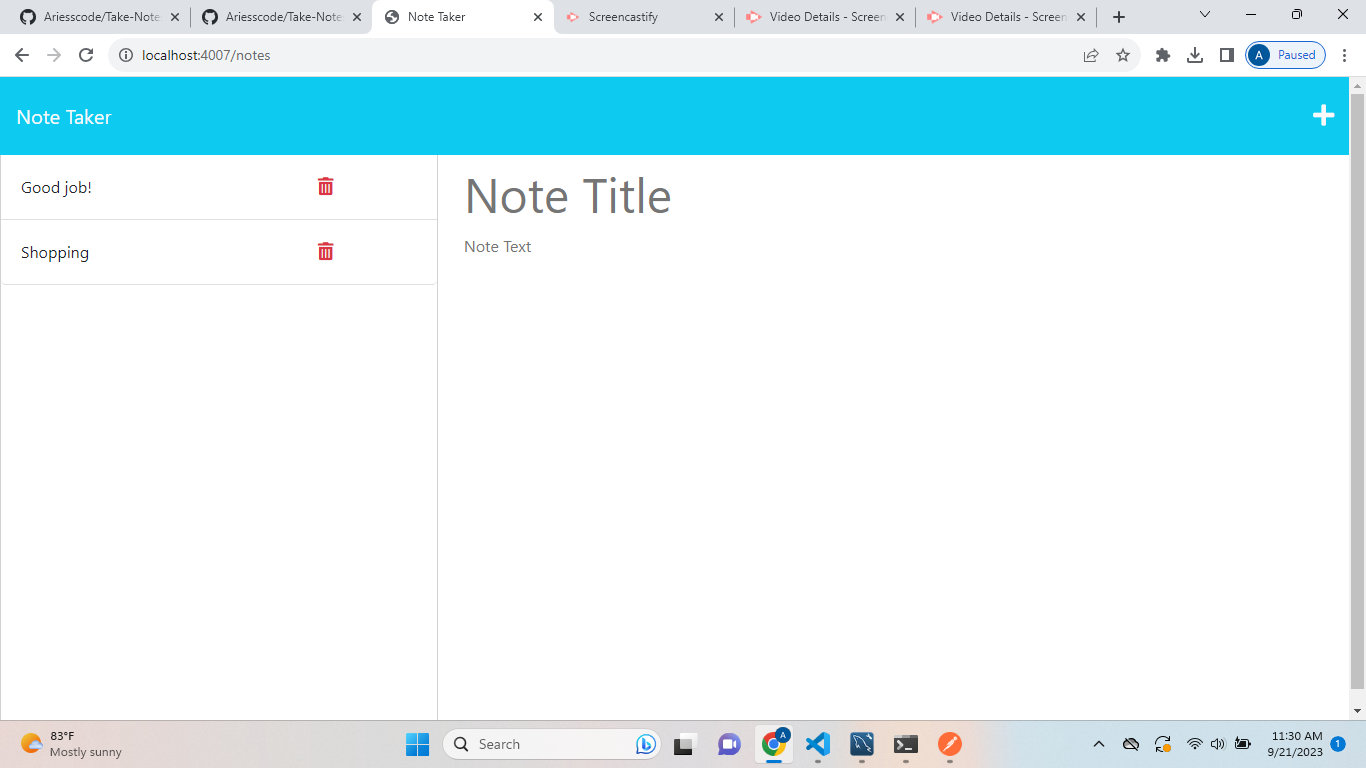 Ariesscode/Take-Note
Ariesscode/Take-Note
Note Taker
Screencastify
Video Details - Screen
Video Details - Screen
localhost:4007/notes
A
Paused
Note Taker
Good job!
Shopping
Note Title
Note Text
83°F
Mostly sunny
Search
A
11:30 AM
9/21/2023
1